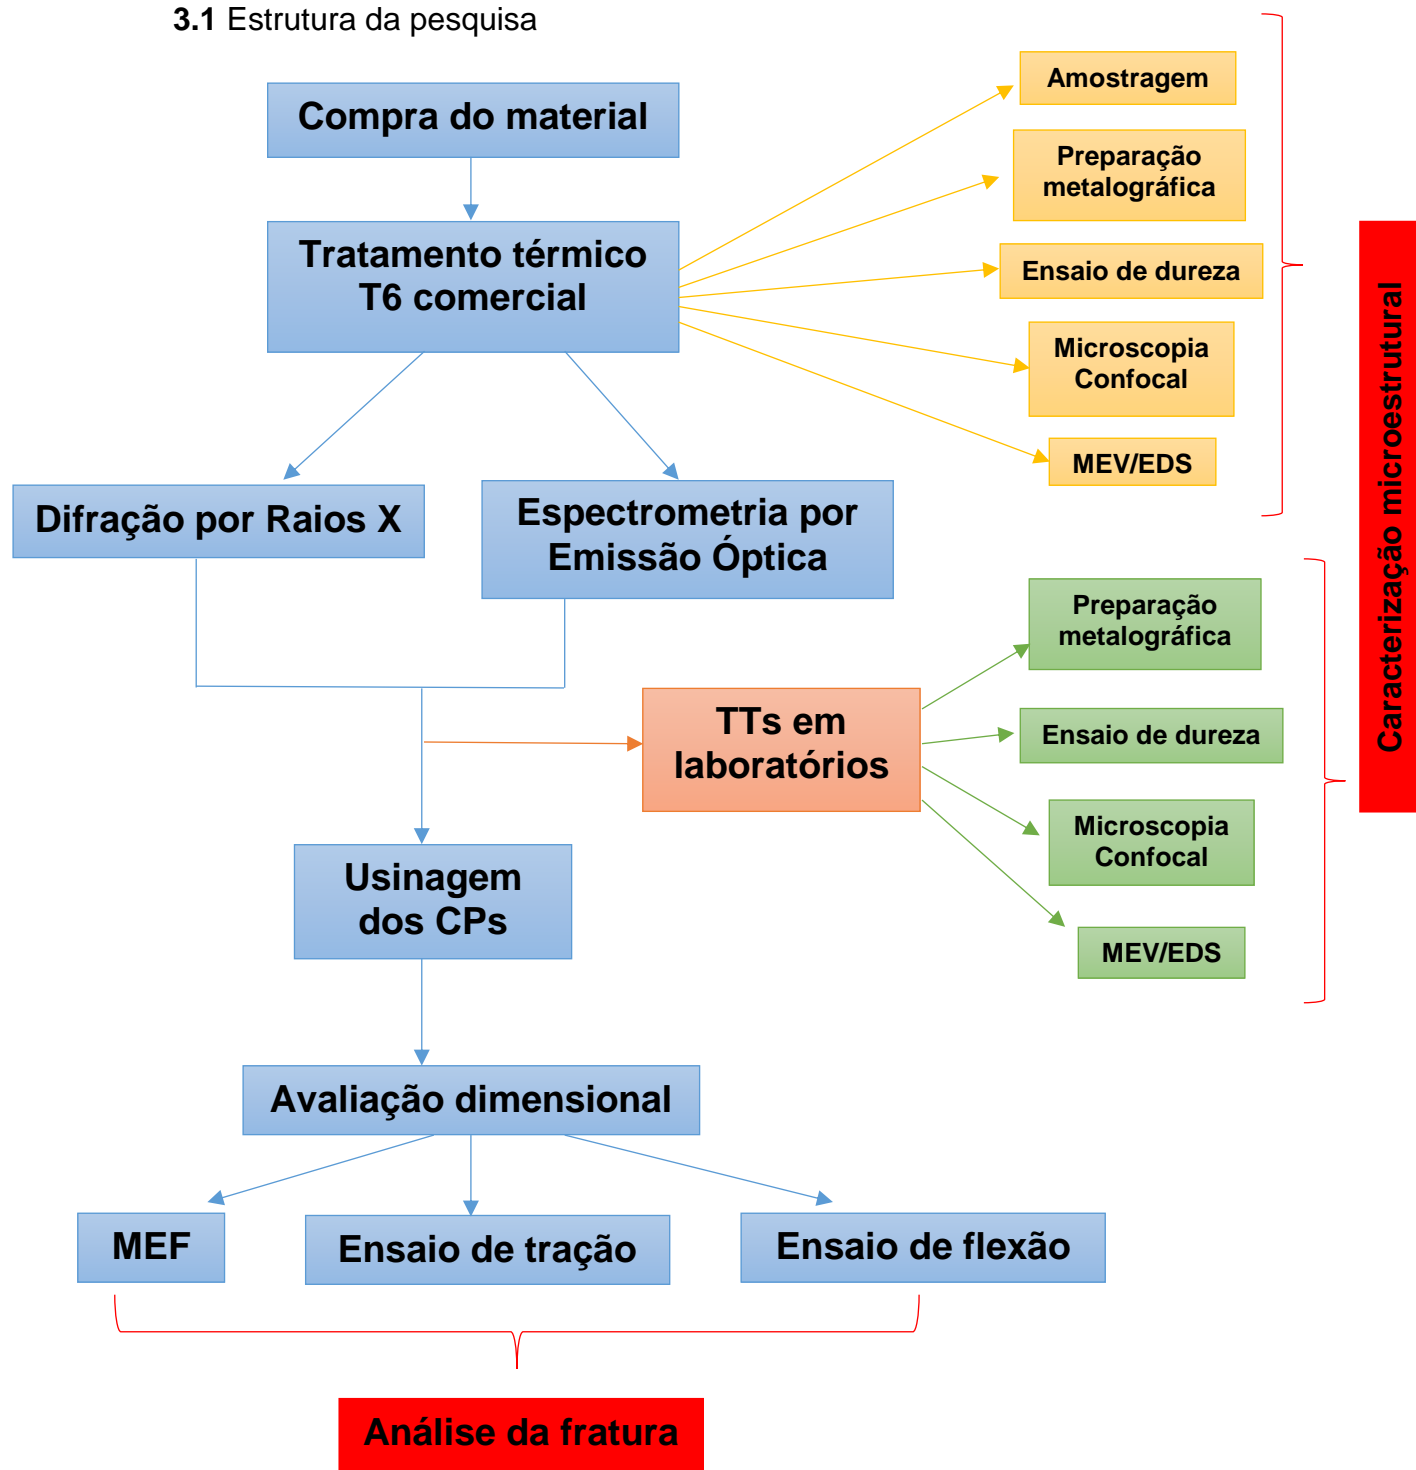 3.1 Estrutura da pesquisa
Compra do material
Tratamento térmico
T6 comercial
Amostragem
Preparação
metalográfica
Ensaio de dureza
Microscopia
Confocal
MEV/EDS
Difração por Raios X
Espectrometria por
Emissão Óptica
Caracterização microestrutural
TTs em
laboratórios
Preparação
metalográfica
Ensaio de dureza
Microscopia
Confocal
MEV/EDS
Usinagem
dos CPs
Avaliação dimensional
MEF
Ensaio de tração
Ensaio de flexão
Análise da fratura